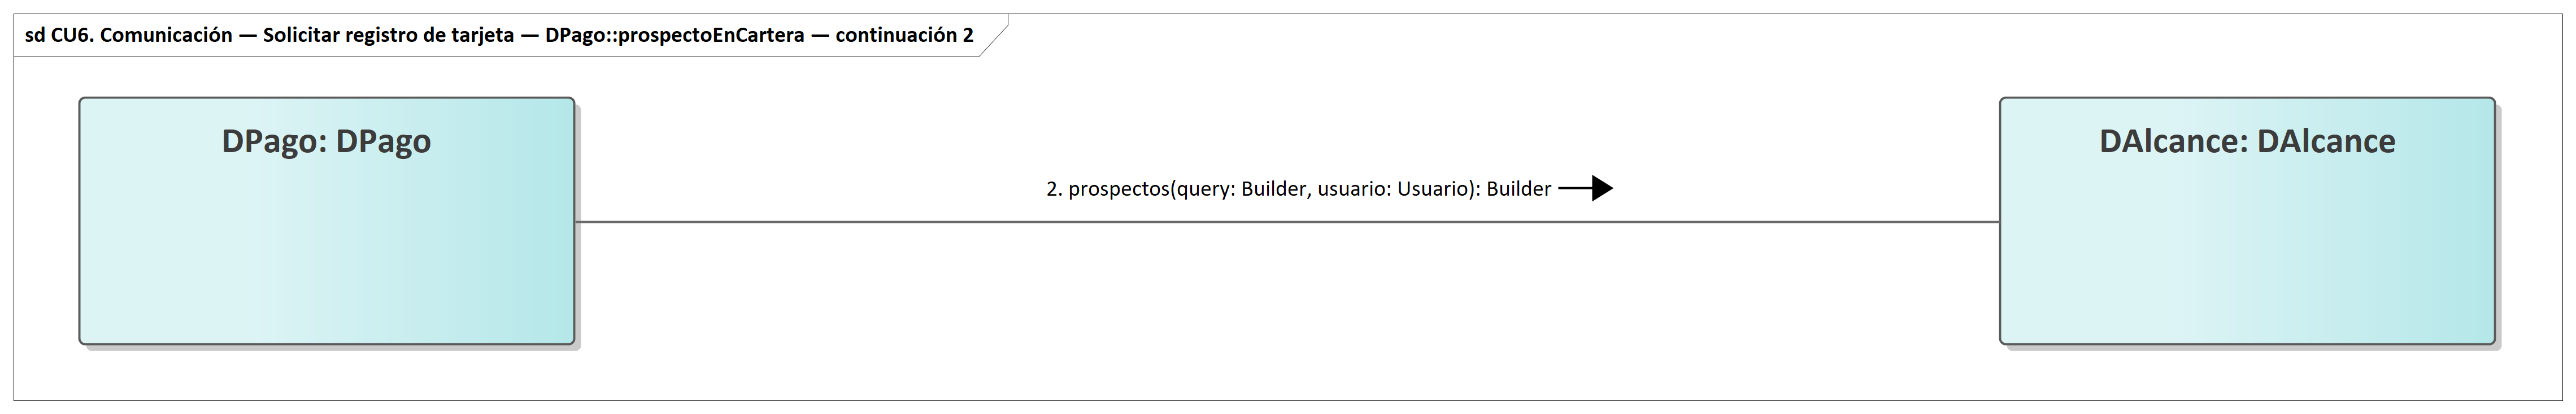 sd CU6. Comunicación — Solicitar registro de tarjeta — DPago::prospectoEnCartera — continuación 2
DPago: DPago
DAlcance: DAlcance
2. prospectos(query: Builder, usuario: Usuario): Builder